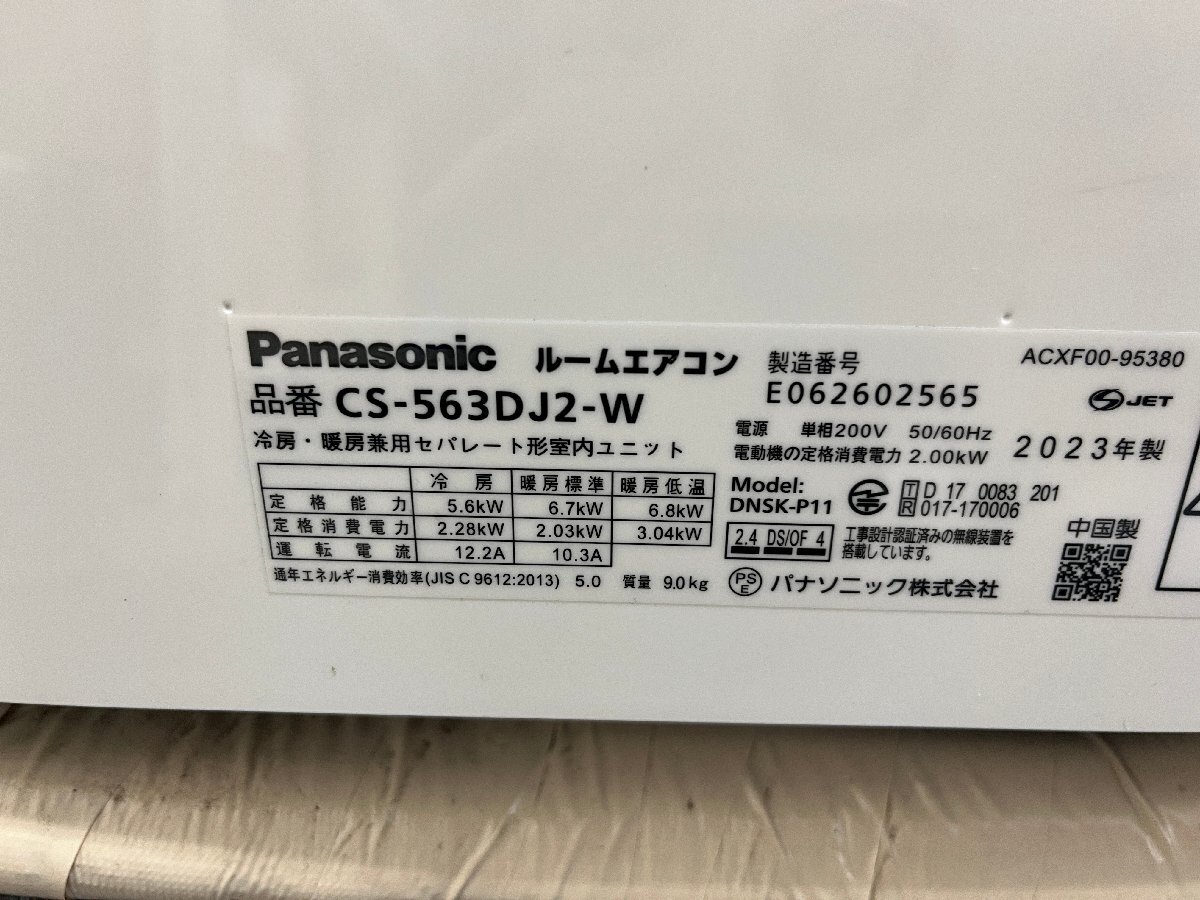 Panasonic ルームエアコン 製造番号 ACXF00-95380
品番 CS-563DJ2-W E062602565 JET
冷房・暖房兼用セパレート形室内ユニット
電源 単相200V 50/60Hz 2023年製
電動機の定格消費電力 2.00kW
冷房 暖房標準 暖房低温
定格能力 5.6kW 6.7kW 6.8kW
定格消費電力 2.28kW 2.03kW 3.04kW
運転電流 12.2A 10.3A
通年エネルギー消費効率(JIS C 9612:2013) 5.0 質量 9.0kg
Model:
DNSK-P11
T D 17 0083 201
R 017-170006
中国製
2.4 DS/OF 4
工事設計認証済みの無線装置を
搭載しています。
PS
E
パナソニック株式会社